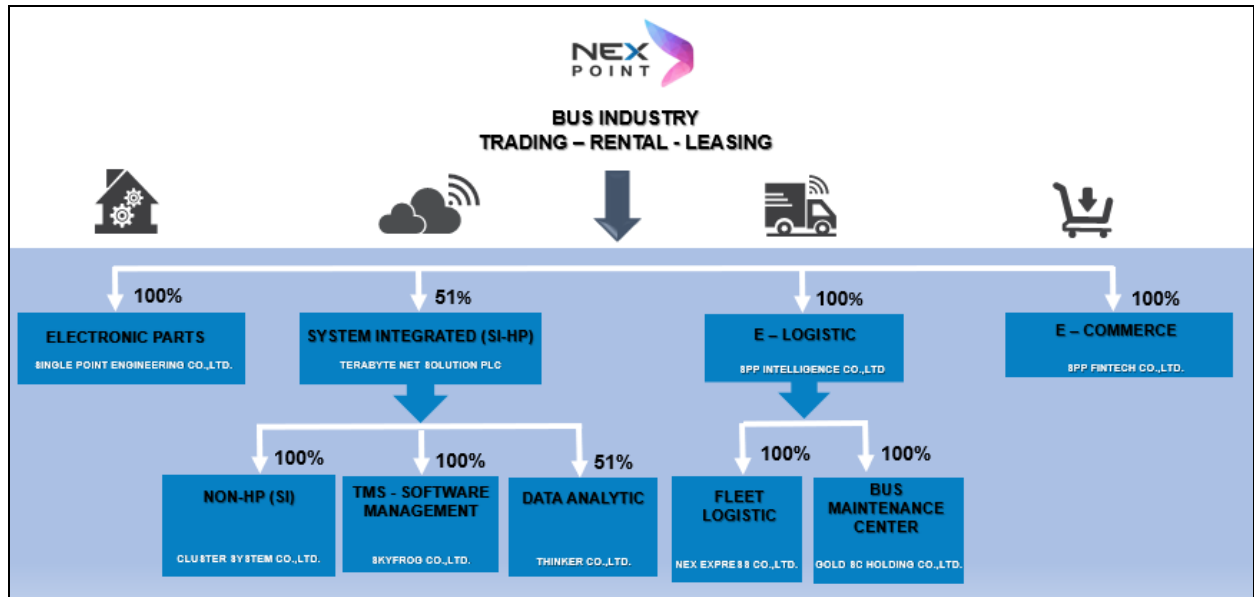 NEX
POINT
BUS INDUSTRY
TRADING – RENTAL - LEASING
100%
51%
100%
100%
ELECTRONIC PARTS
SINGLE POINT ENGINEERING CO.,LTD.
SYSTEM INTEGRATED (SI-HP)
TERABYTE NET SOLUTION PLC
E – LOGISTIC
SPP INTELLIGENCE CO.,LTD
E – COMMERCE
SPP FINTECH CO.,LTD.
100%
100%
51%
100%
100%
NON-HP (SI)
CLUSTER SYSTEM CO.,LTD.
TMS - SOFTWARE
MANAGEMENT
SKYFROG CO.,LTD.
DATA ANALYTIC
THINKER CO.,LTD.
FLEET
LOGISTIC
NEX EXPRESS CO.,LTD.
BUS
MAINTENANCE
CENTER
GOLD SC HOLDING CO.,LTD.